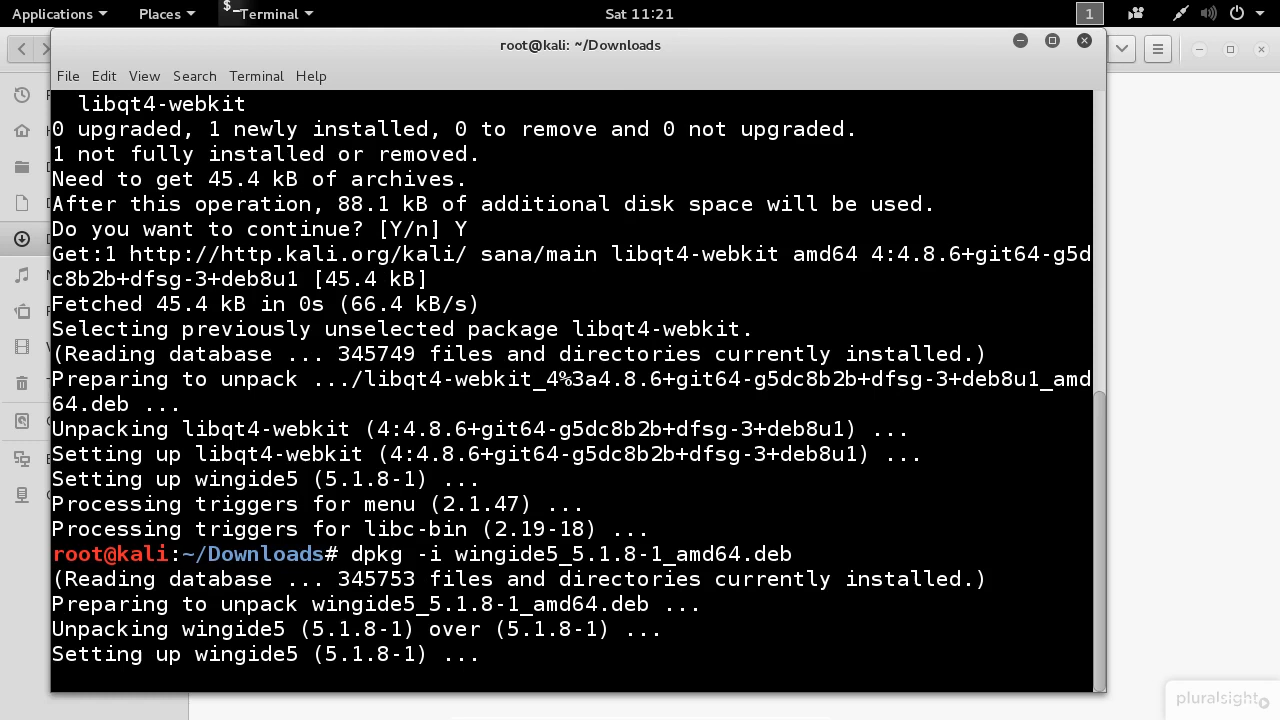 Applications Places $_ Terminal Sat 11:21 1
root@kali: ~/Downloads
File Edit View Search Terminal Help
libqt4-webkit
0 upgraded, 1 newly installed, 0 to remove and 0 not upgraded.
1 not fully installed or removed.
Need to get 45.4 kB of archives.
After this operation, 88.1 kB of additional disk space will be used.
Do you want to continue? [Y/n] Y
Get:1 http://http.kali.org/kali/ sana/main libqt4-webkit amd64 4:4.8.6+git64-g5d
c8b2b+dfsg-3+deb8u1 [45.4 kB]
Fetched 45.4 kB in 0s (66.4 kB/s)
Selecting previously unselected package libqt4-webkit.
(Reading database ... 345749 files and directories currently installed.)
Preparing to unpack .../libqt4-webkit_4%3a4.8.6+git64-g5dc8b2b+dfsg-3+deb8u1_amd
64.deb ...
Unpacking libqt4-webkit (4:4.8.6+git64-g5dc8b2b+dfsg-3+deb8u1) ...
Setting up libqt4-webkit (4:4.8.6+git64-g5dc8b2b+dfsg-3+deb8u1) ...
Setting up wingide5 (5.1.8-1) ...
Processing triggers for menu (2.1.47) ...
Processing triggers for libc-bin (2.19-18) ...
root@kali:~/Downloads# dpkg -i wingide5_5.1.8-1_amd64.deb
(Reading database ... 345753 files and directories currently installed.)
Preparing to unpack wingide5_5.1.8-1_amd64.deb ...
Unpacking wingide5 (5.1.8-1) over (5.1.8-1) ...
Setting up wingide5 (5.1.8-1) ...
pluralsight